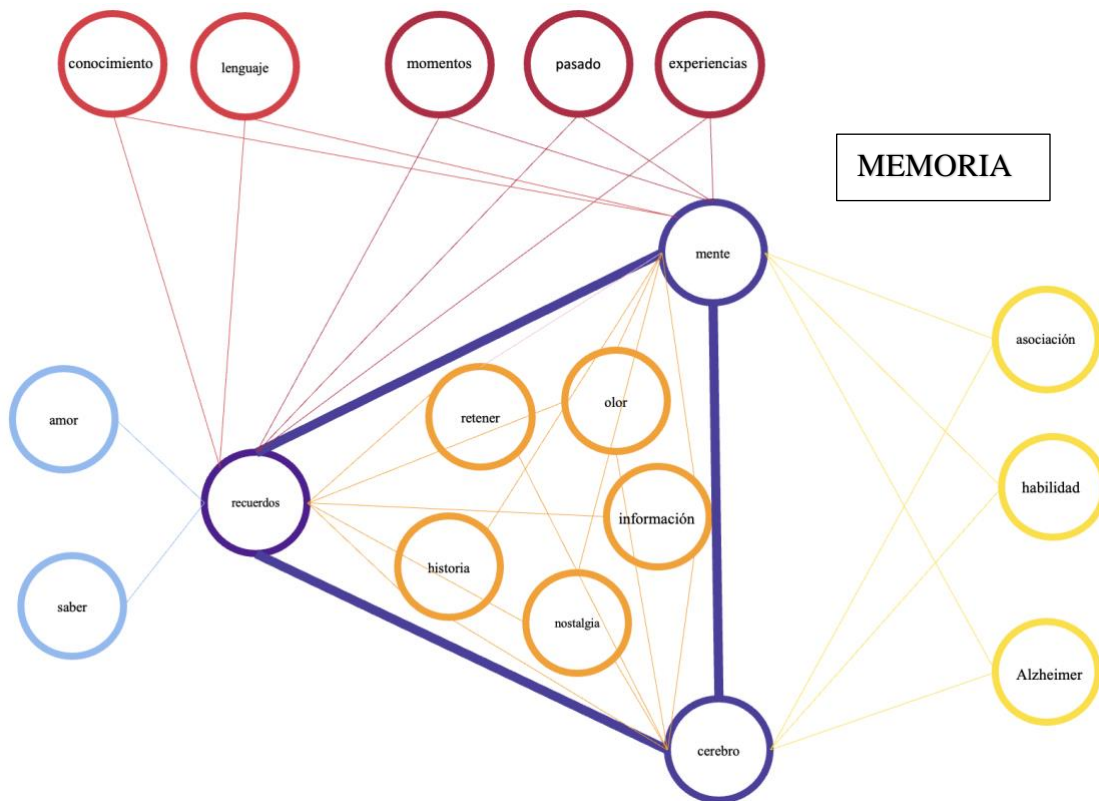 conocimiento
lenguaje
momentos
pasado
experiencias
MEMORIA
mente
asociación
olor
retener
amor
habilidad
recuerdos
información
historia
saber
nostalgia
Alzheimer
cerebro